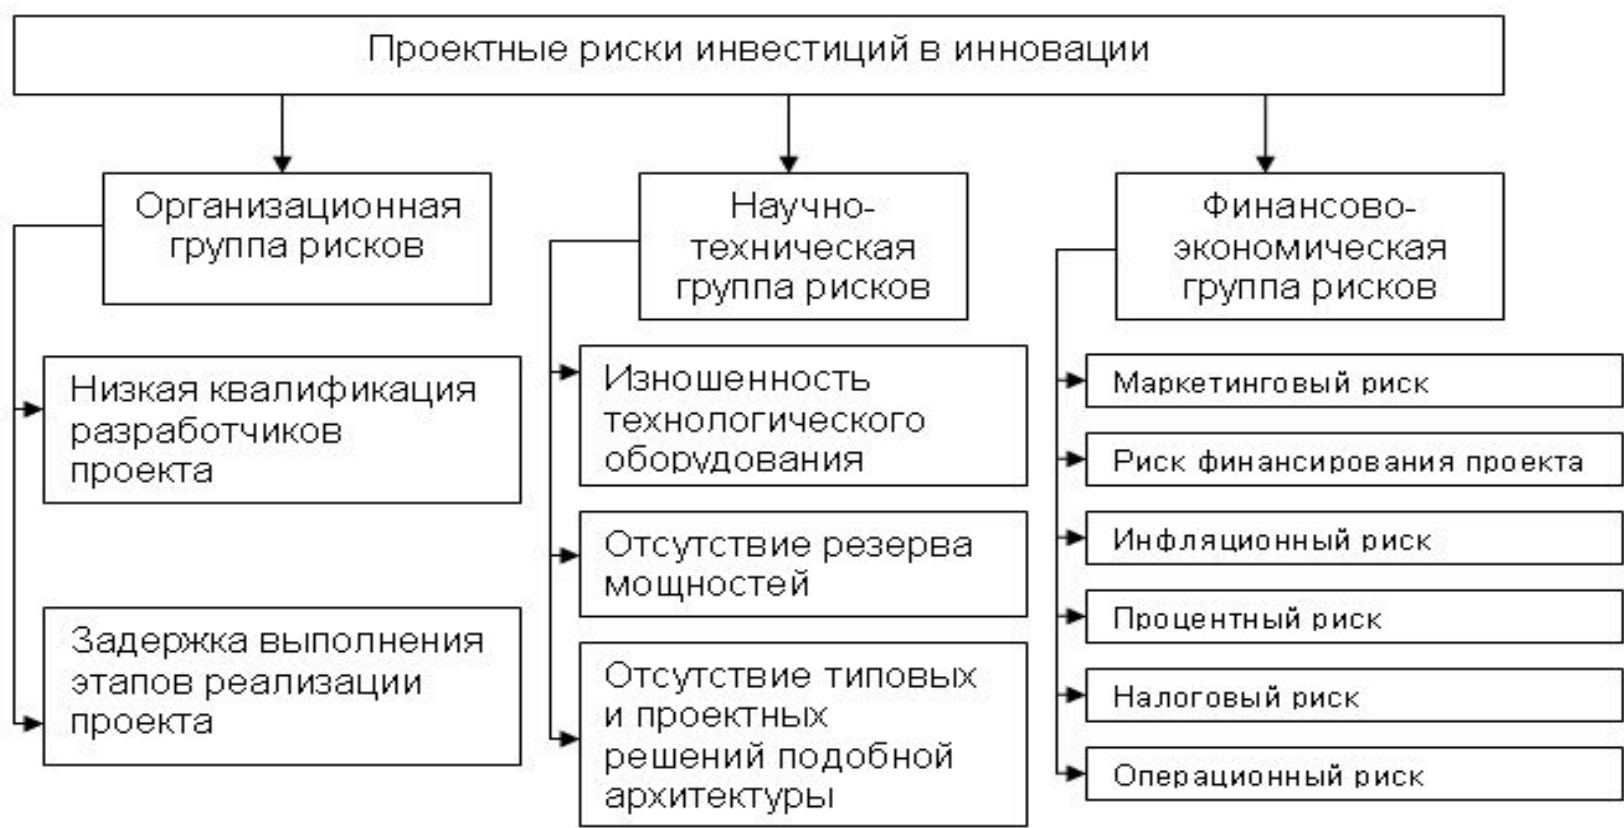 Проектные риски инвестиций в инновации
Организационная
группа рисков
Низкая квалификация
разработчиков
проекта
Задержка выполнения
этапов реализации
проекта
Научно-
техническая
группа рисков
Изношенность
технологического
оборудования
Отсутствие резерва
мощностей
Отсутствие типовых
и проектных
решений подобной
архитектуры
Финансово-
экономическая
группа рисков
Маркетинговый риск
Риск финансирования проекта
Инфляционный риск
Процентный риск
Налоговый риск
Операционный риск